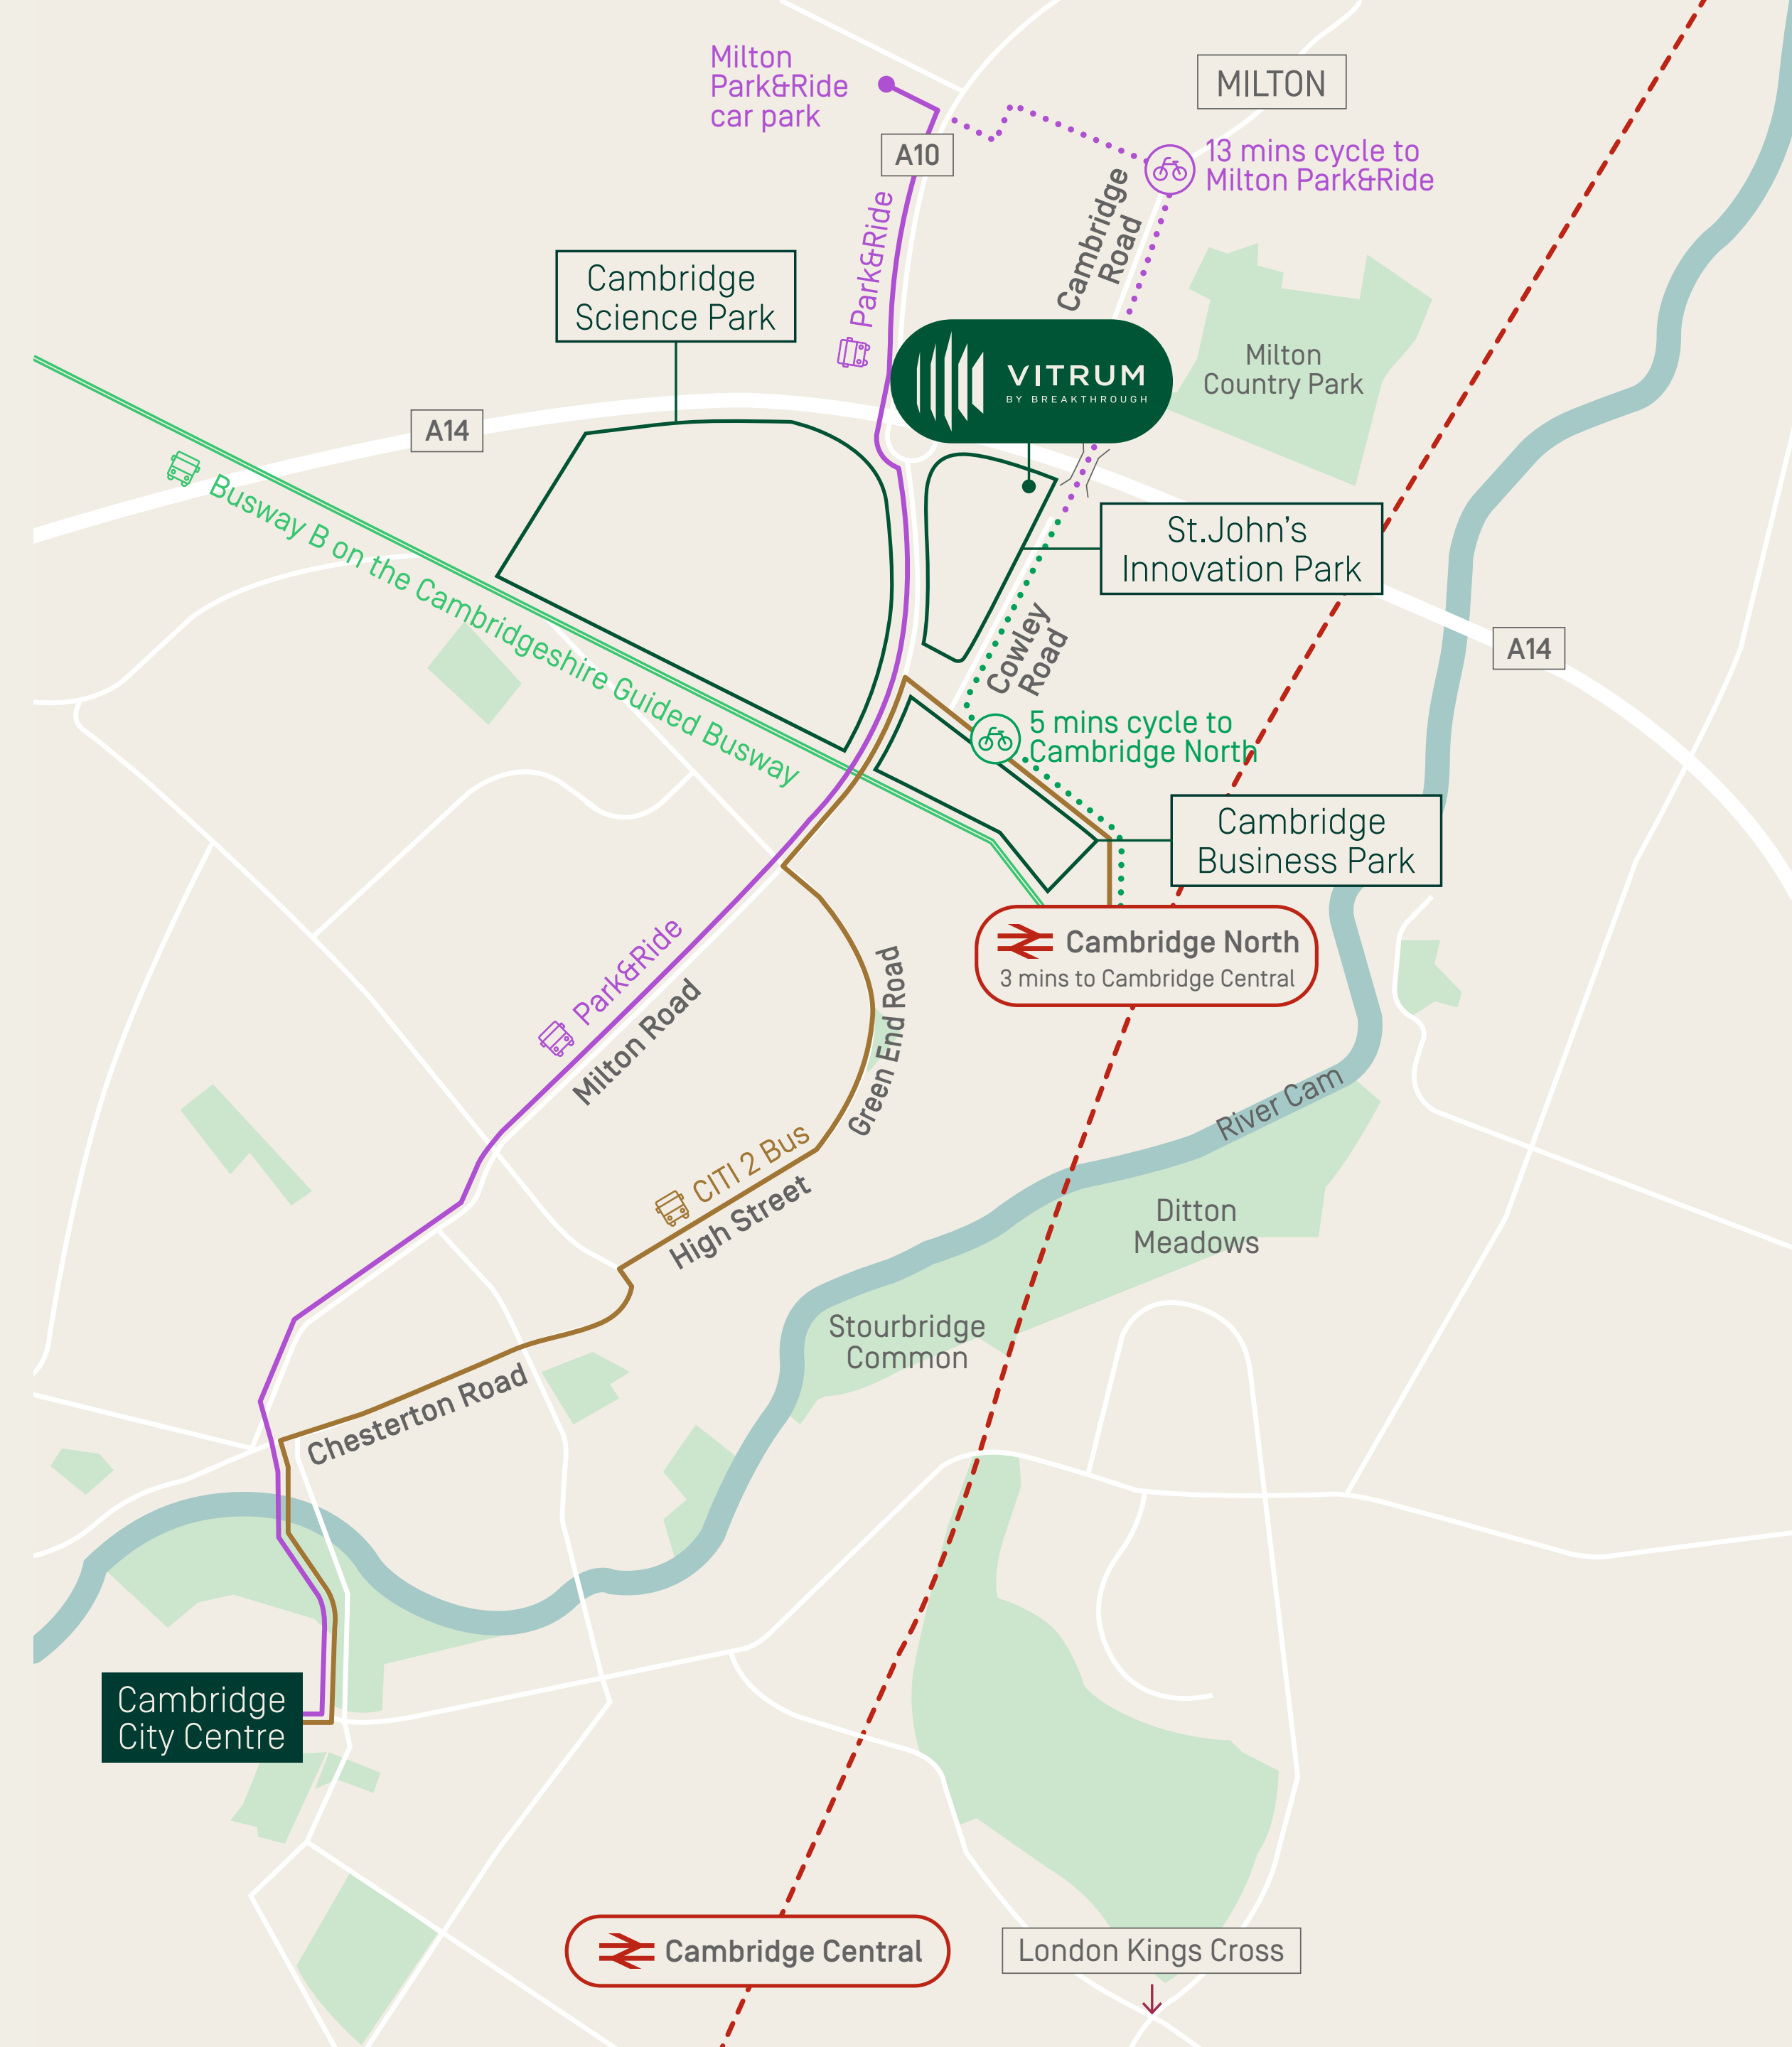 Milton
Park&Ride
car park
MILTON
A10
13 mins cycle to
Milton Park&Ride
Cambridge
Road
Park&Ride
Cambridge
Science Park
VITRUM
BY BREAKTHROUGH
Milton
Country Park
A14
Busway B on the Cambridgeshire Guided Busway
St.John's
Innovation Park
Cowley
Road
A14
5 mins cycle to
Cambridge North
Cambridge
Business Park
Cambridge North
3 mins to Cambridge Central
Park&Ride
Milton Road
Green End Road
River Cam
CITI 2 Bus
High Street
Ditton
Meadows
Stourbridge
Common
Chesterton Road
Cambridge
City Centre
Cambridge Central
London Kings Cross